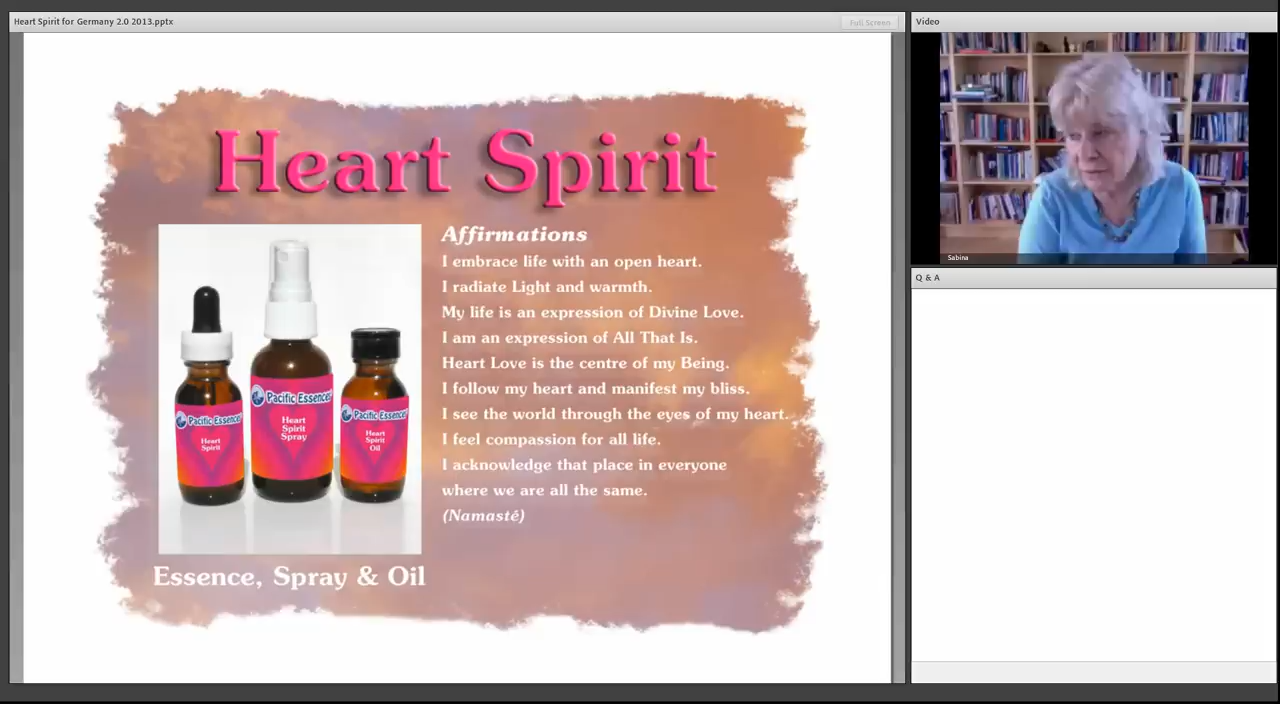 Heart Spirit for Germany 2.0 2013.pptx
Full Screen
Video
Heart Spirit
Affirmations
I embrace life with an open heart.
I radiate Light and warmth.
My life is an expression of Divine Love.
I am an expression of All That Is.
Heart Love is the centre of my Being.
I follow my heart and manifest my bliss.
I see the world through the eyes of my heart.
I feel compassion for all life.
I acknowledge that place in everyone
where we are all the same.
(Namasté)
Pacific Essences
Heart
Spirit
Pacific Essences
Heart
Spirit
Spray
Pacific Essences
Heart
Spirit
Oil
Essence, Spray & Oil
Sabina
Q & A